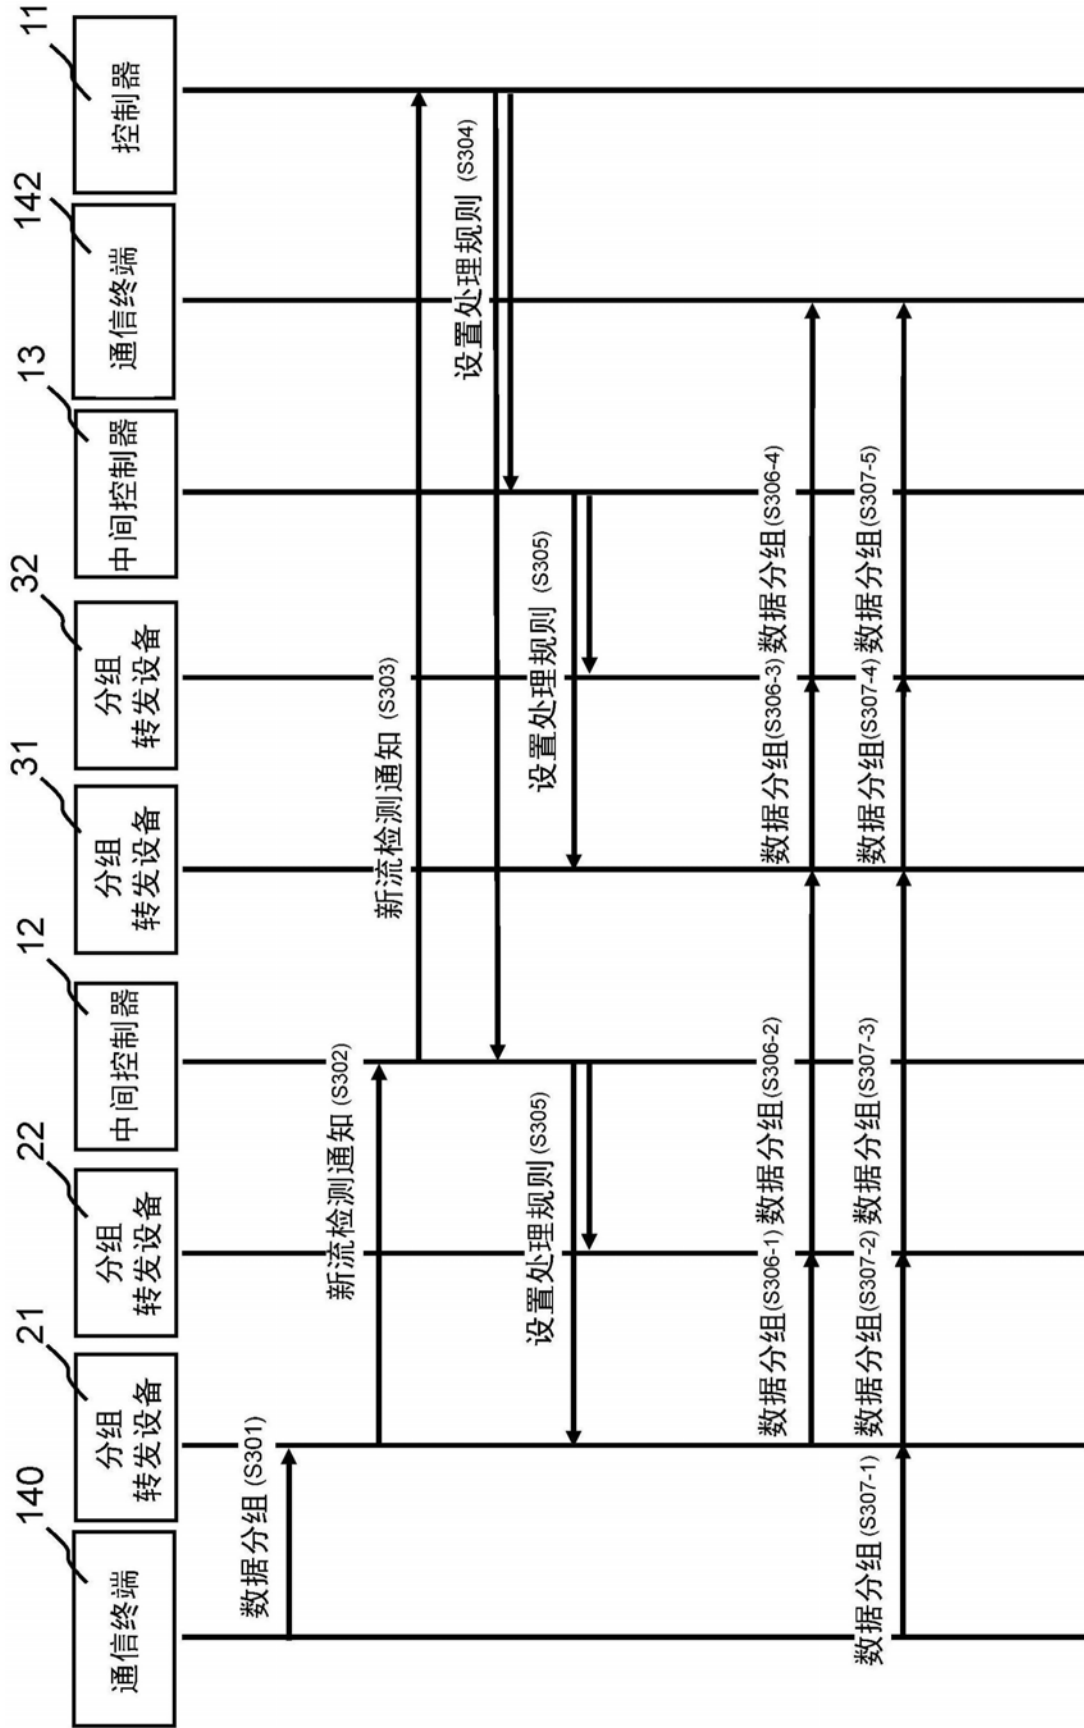 140
通信终端
21
分组
转发设备
22
分组
转发设备
12
中间控制器
31
分组
转发设备
32
分组
转发设备
13
中间控制器
142
通信终端
11
控制器
数据分组 (S301)
新流检测通知 (S302)
新流检测通知 (S303)
设置处理规则 (S304)
设置处理规则 (S305)
设置处理规则 (S305)
数据分组(S306-1)
数据分组(S306-2)
数据分组(S306-3)
数据分组(S306-4)
数据分组(S307-1)
数据分组(S307-2)
数据分组(S307-3)
数据分组(S307-4)
数据分组(S307-5)